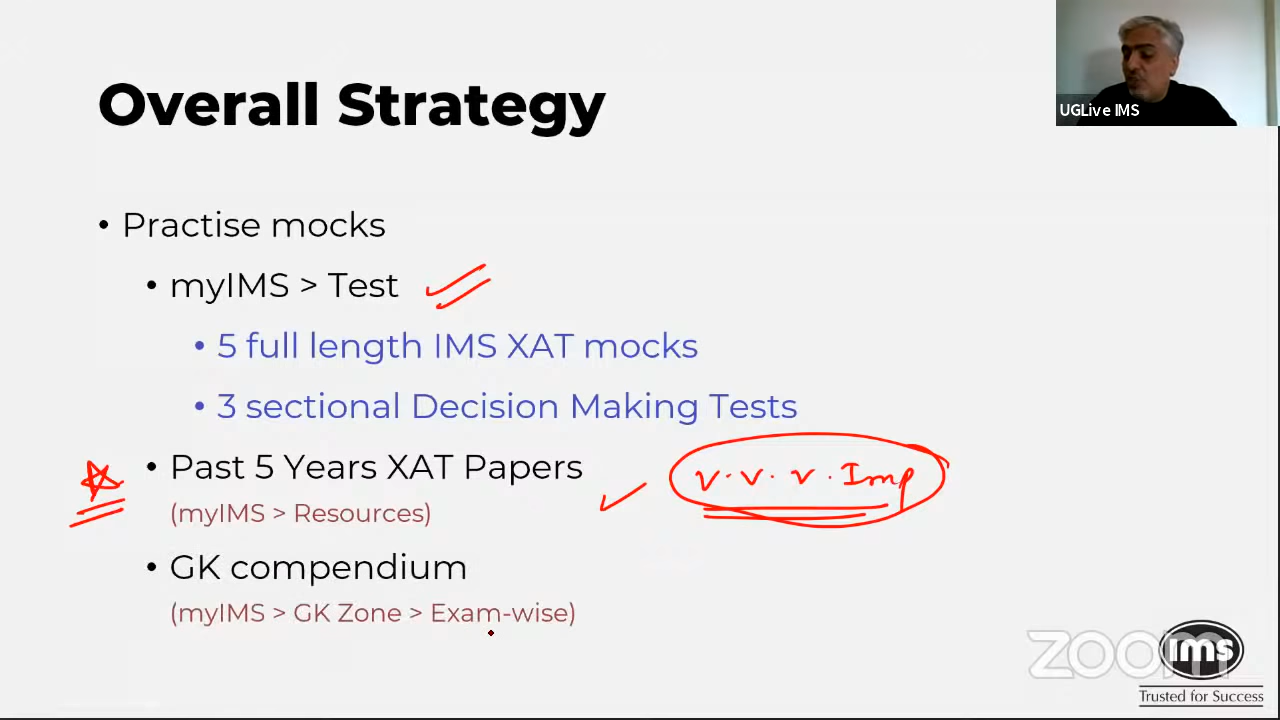 UGLive IMS
Overall Strategy
• Practise mocks
• myIMS > Test
• 5 full length IMS XAT mocks
• 3 sectional Decision Making Tests
• Past 5 Years XAT Papers
v. v. v. Imp
(myIMS > Resources)
• GK compendium
(myIMS > GK Zone > Exam-wise)
zoom
ims
Trusted for Success